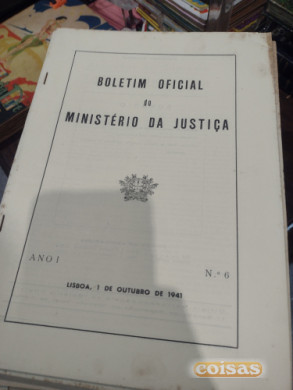 BOLETIM OFICIAL
do
MINISTÉRIO DA JUSTIÇA
ANO I
N.º 6
LISBOA, 1 DE OUTUBRO DE 1941
coisas